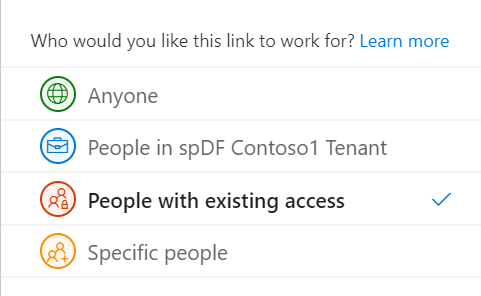 Who would you like this link to work for? Learn more
Anyone
People in spDF Contoso1 Tenant
People with existing access
Specific people